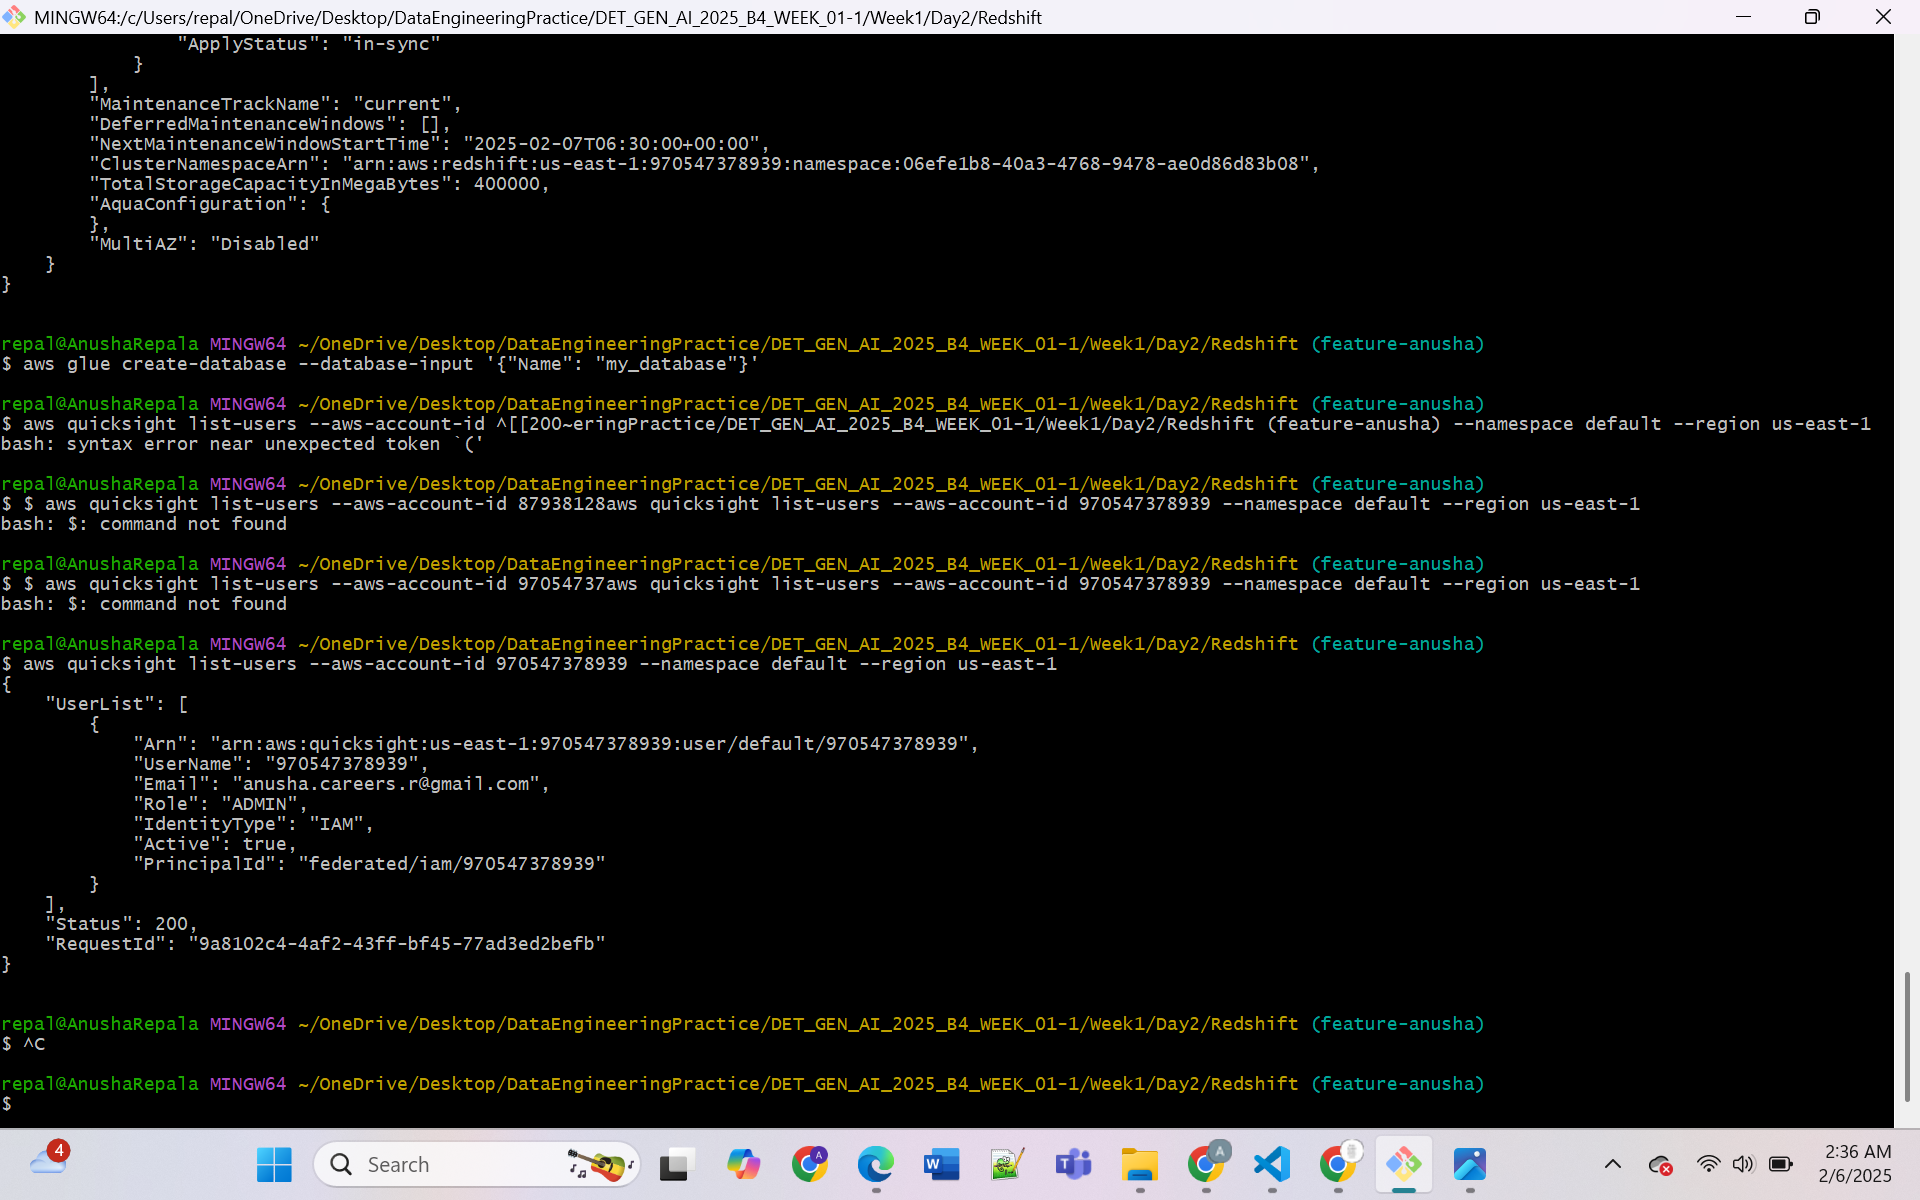 MINGW64:/c/Users/repal/OneDrive/Desktop/DataEngineeringPractice/DET_GEN_AI_2025_B4_WEEK_01-1/Week1/Day2/Redshift
                "ApplyStatus": "in-sync"
            }
        ],
        "MaintenanceTrackName": "current",
        "DeferredMaintenanceWindows": [],
        "NextMaintenanceWindowStartTime": "2025-02-07T06:30:00+00:00",
        "ClusterNamespaceArn": "arn:aws:redshift:us-east-1:970547378939:namespace:06efe1b8-40a3-4768-9478-ae0d86d83b08",
        "TotalStorageCapacityInMegaBytes": 400000,
        "AquaConfiguration": {
        },
        "MultiAZ": "Disabled"
    }
}
repal@AnushaRepala MINGW64 ~/OneDrive/Desktop/DataEngineeringPractice/DET_GEN_AI_2025_B4_WEEK_01-1/Week1/Day2/Redshift (feature-anusha)
$ aws glue create-database --database-input '{"Name": "my_database"}'
repal@AnushaRepala MINGW64 ~/OneDrive/Desktop/DataEngineeringPractice/DET_GEN_AI_2025_B4_WEEK_01-1/Week1/Day2/Redshift (feature-anusha)
$ aws quicksight list-users --aws-account-id ^[[200~eringPractice/DET_GEN_AI_2025_B4_WEEK_01-1/Week1/Day2/Redshift (feature-anusha) --namespace default --region us-east-1
bash: syntax error near unexpected token `('
repal@AnushaRepala MINGW64 ~/OneDrive/Desktop/DataEngineeringPractice/DET_GEN_AI_2025_B4_WEEK_01-1/Week1/Day2/Redshift (feature-anusha)
$ $ aws quicksight list-users --aws-account-id 87938128aws quicksight list-users --aws-account-id 970547378939 --namespace default --region us-east-1
bash: $: command not found
repal@AnushaRepala MINGW64 ~/OneDrive/Desktop/DataEngineeringPractice/DET_GEN_AI_2025_B4_WEEK_01-1/Week1/Day2/Redshift (feature-anusha)
$ $ aws quicksight list-users --aws-account-id 97054737aws quicksight list-users --aws-account-id 970547378939 --namespace default --region us-east-1
bash: $: command not found
repal@AnushaRepala MINGW64 ~/OneDrive/Desktop/DataEngineeringPractice/DET_GEN_AI_2025_B4_WEEK_01-1/Week1/Day2/Redshift (feature-anusha)
$ aws quicksight list-users --aws-account-id 970547378939 --namespace default --region us-east-1
{
    "UserList": [
        {
            "Arn": "arn:aws:quicksight:us-east-1:970547378939:user/default/970547378939",
            "UserName": "970547378939",
            "Email": "anusha.careers.r@gmail.com",
            "Role": "ADMIN",
            "IdentityType": "IAM",
            "Active": true,
            "PrincipalId": "federated/iam/970547378939"
        }
    ],
    "Status": 200,
    "RequestId": "9a8102c4-4af2-43ff-bf45-77ad3ed2befb"
}
repal@AnushaRepala MINGW64 ~/OneDrive/Desktop/DataEngineeringPractice/DET_GEN_AI_2025_B4_WEEK_01-1/Week1/Day2/Redshift (feature-anusha)
$ ^C
repal@AnushaRepala MINGW64 ~/OneDrive/Desktop/DataEngineeringPractice/DET_GEN_AI_2025_B4_WEEK_01-1/Week1/Day2/Redshift (feature-anusha)
$
4
Search
A
W
T
A
2:36 AM
2/6/2025